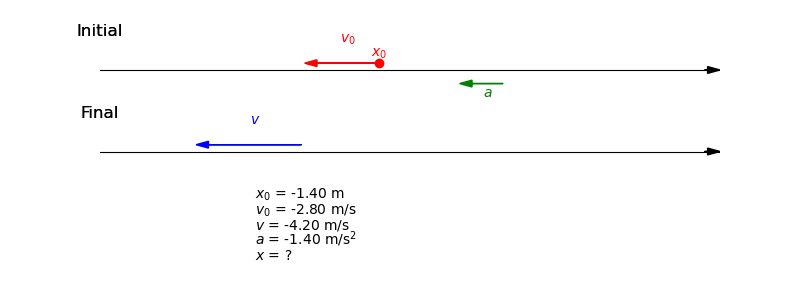 Initial
v₀
x₀
a
Final
v
x₀ = -1.40 m
v₀ = -2.80 m/s
v = -4.20 m/s
a = -1.40 m/s²
x = ?